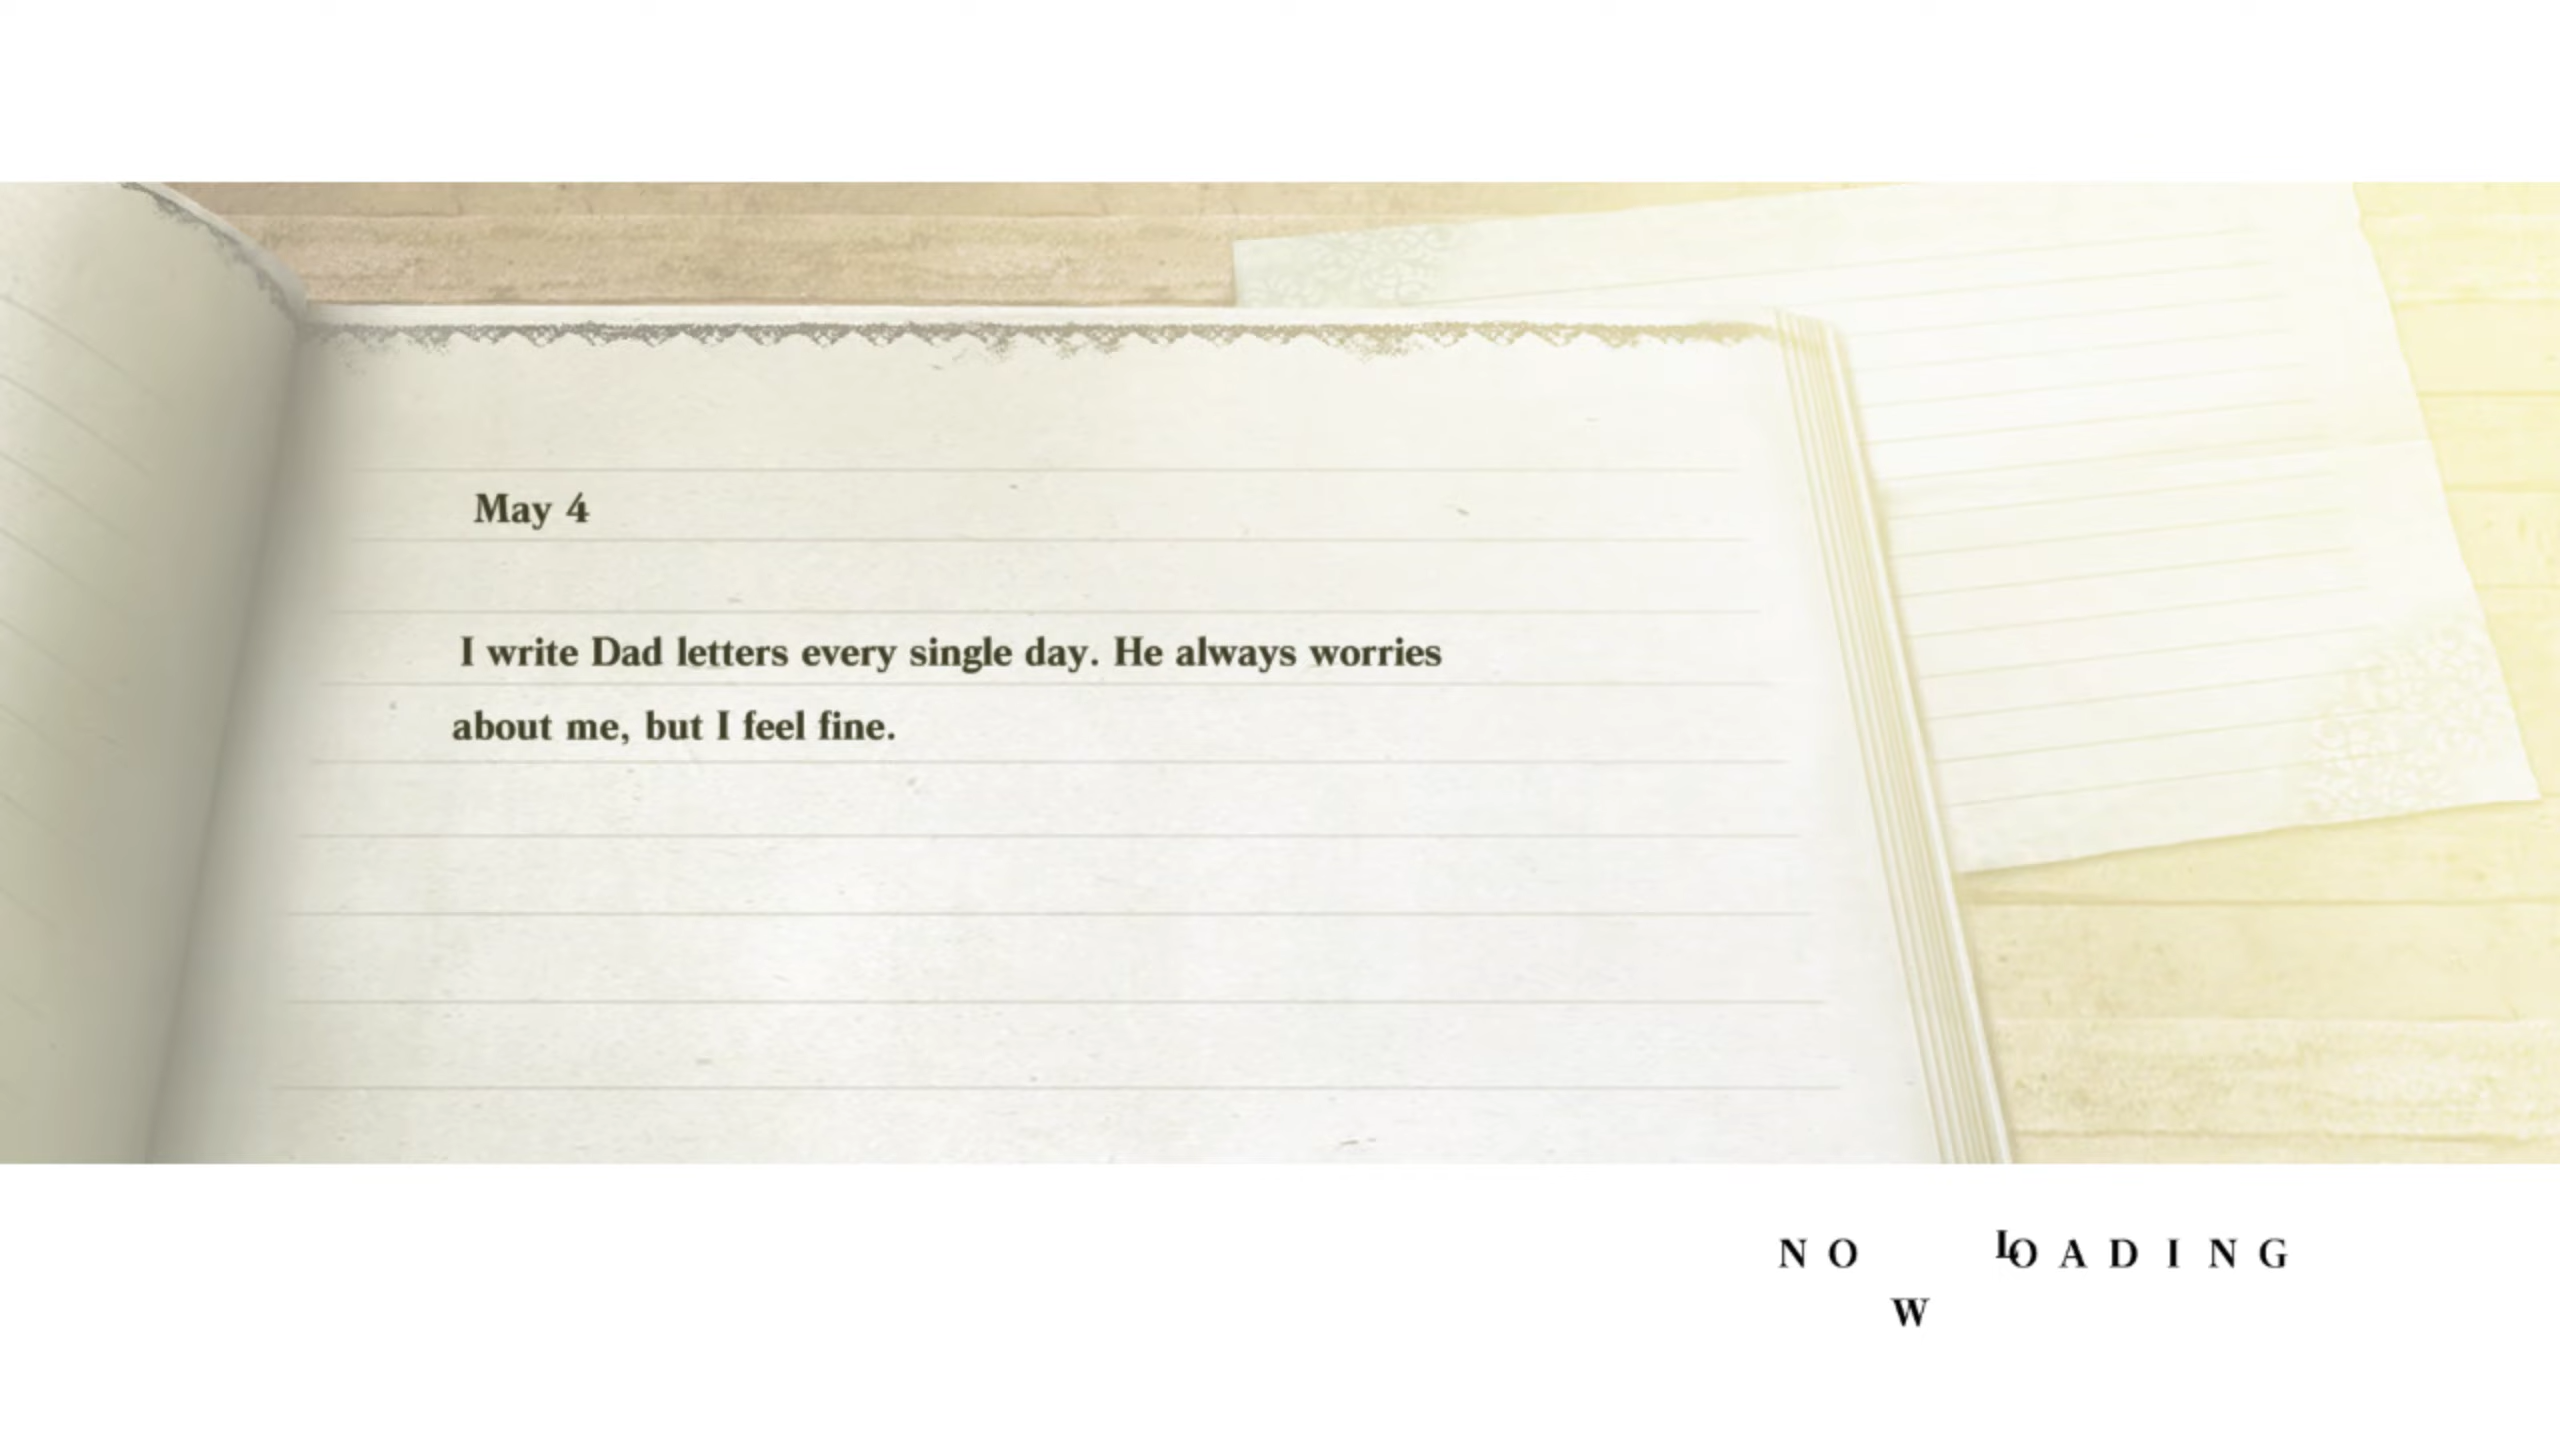 May 4
I write Dad letters every single day. He always worries
about me, but I feel fine.
NOW LOADING